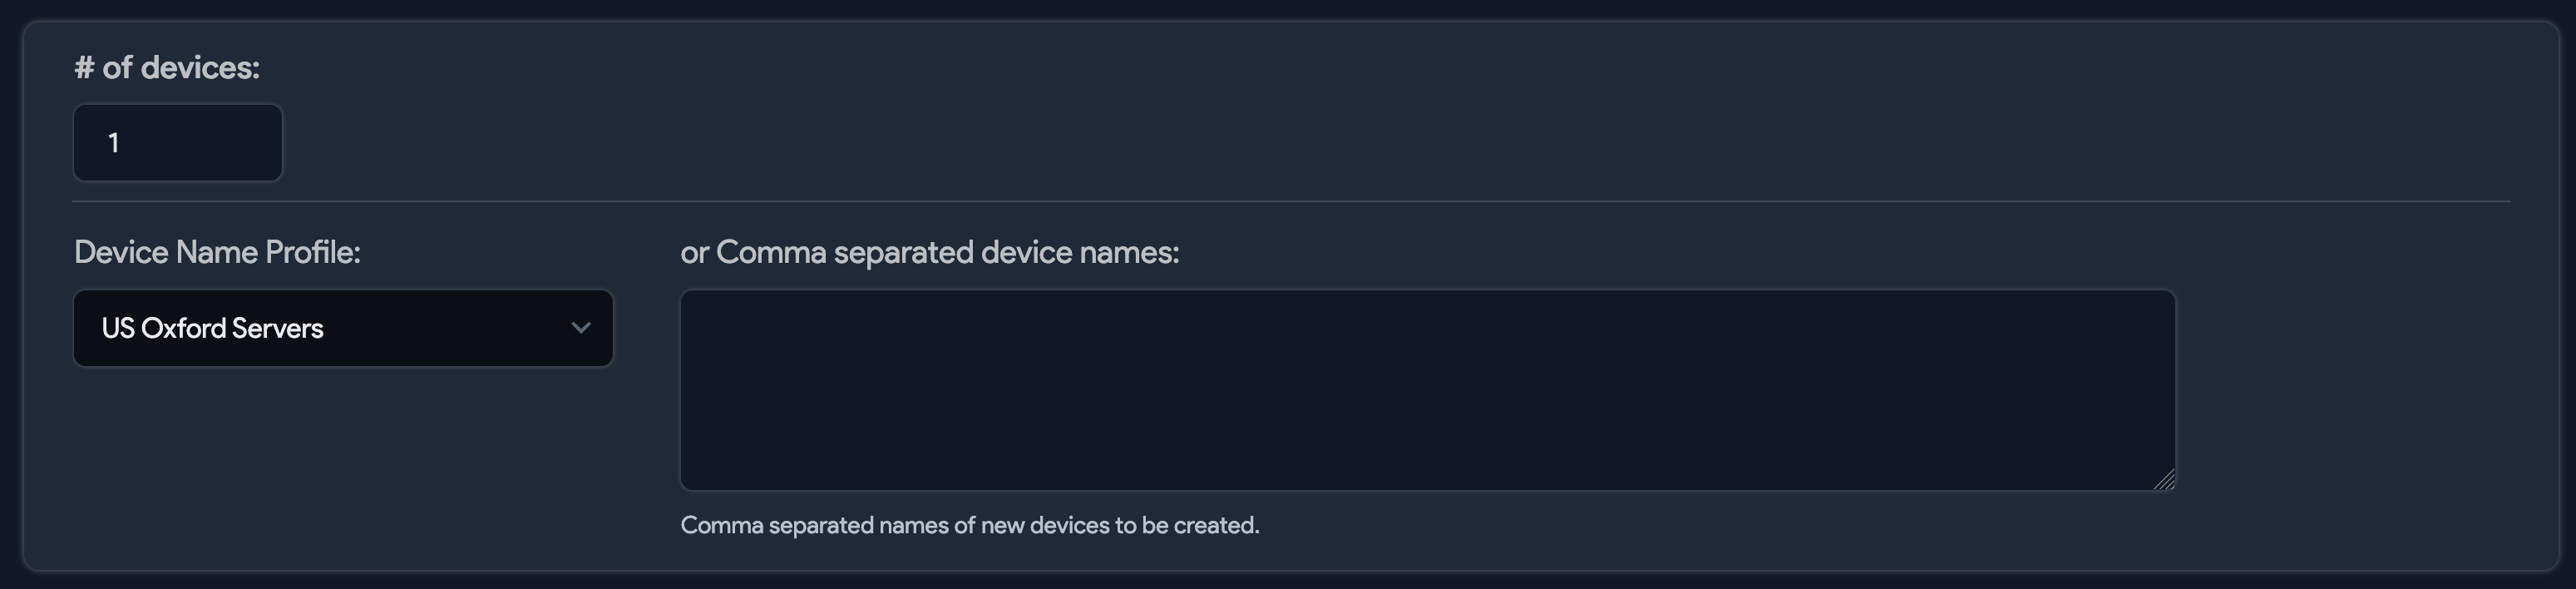 # of devices:
1
Device Name Profile:
or Comma separated device names:
US Oxford Servers
Comma separated names of new devices to be created.